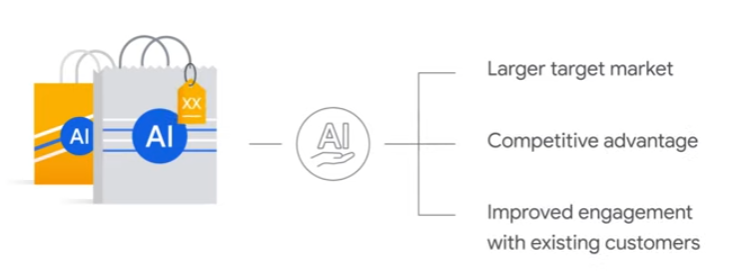 AI
AI
XX
AI
Larger target market
Competitive advantage
Improved engagement
with existing customers